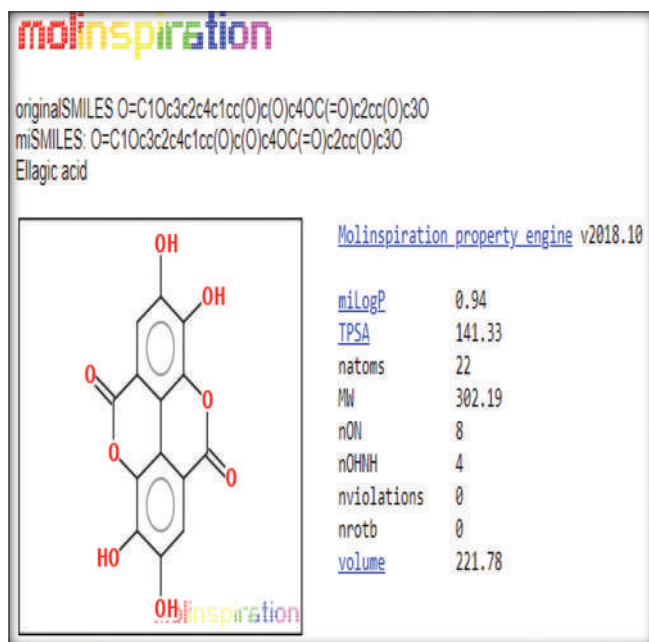 molinspiration
originalSMILES O=C1Oc3c2c4c1cc(O)c(O)c4OC(=O)c2cc(O)c3O
miSMILES: O=C1Oc3c2c4c1cc(O)c(O)c4OC(=O)c2cc(O)c3O
Ellagic acid
OH
OH
O
O
O
O
HO
OH
molinspiration
Molinspiration property engine v2018.10
miLogP 0.94
TPSA 141.33
natoms 22
MW 302.19
nON 8
nOHNH 4
nviolations 0
nrotb 0
volume 221.78